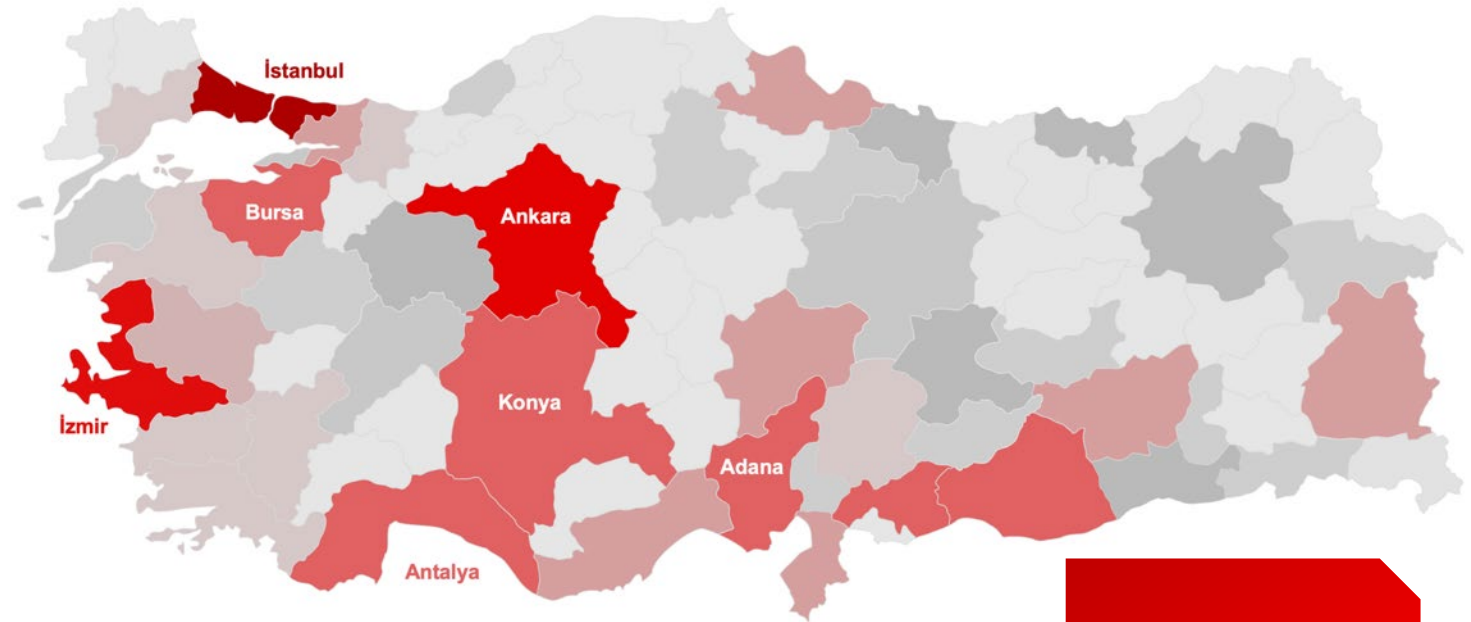 İstanbul
Bursa
Ankara
Konya
İzmir
Adana
Antalya